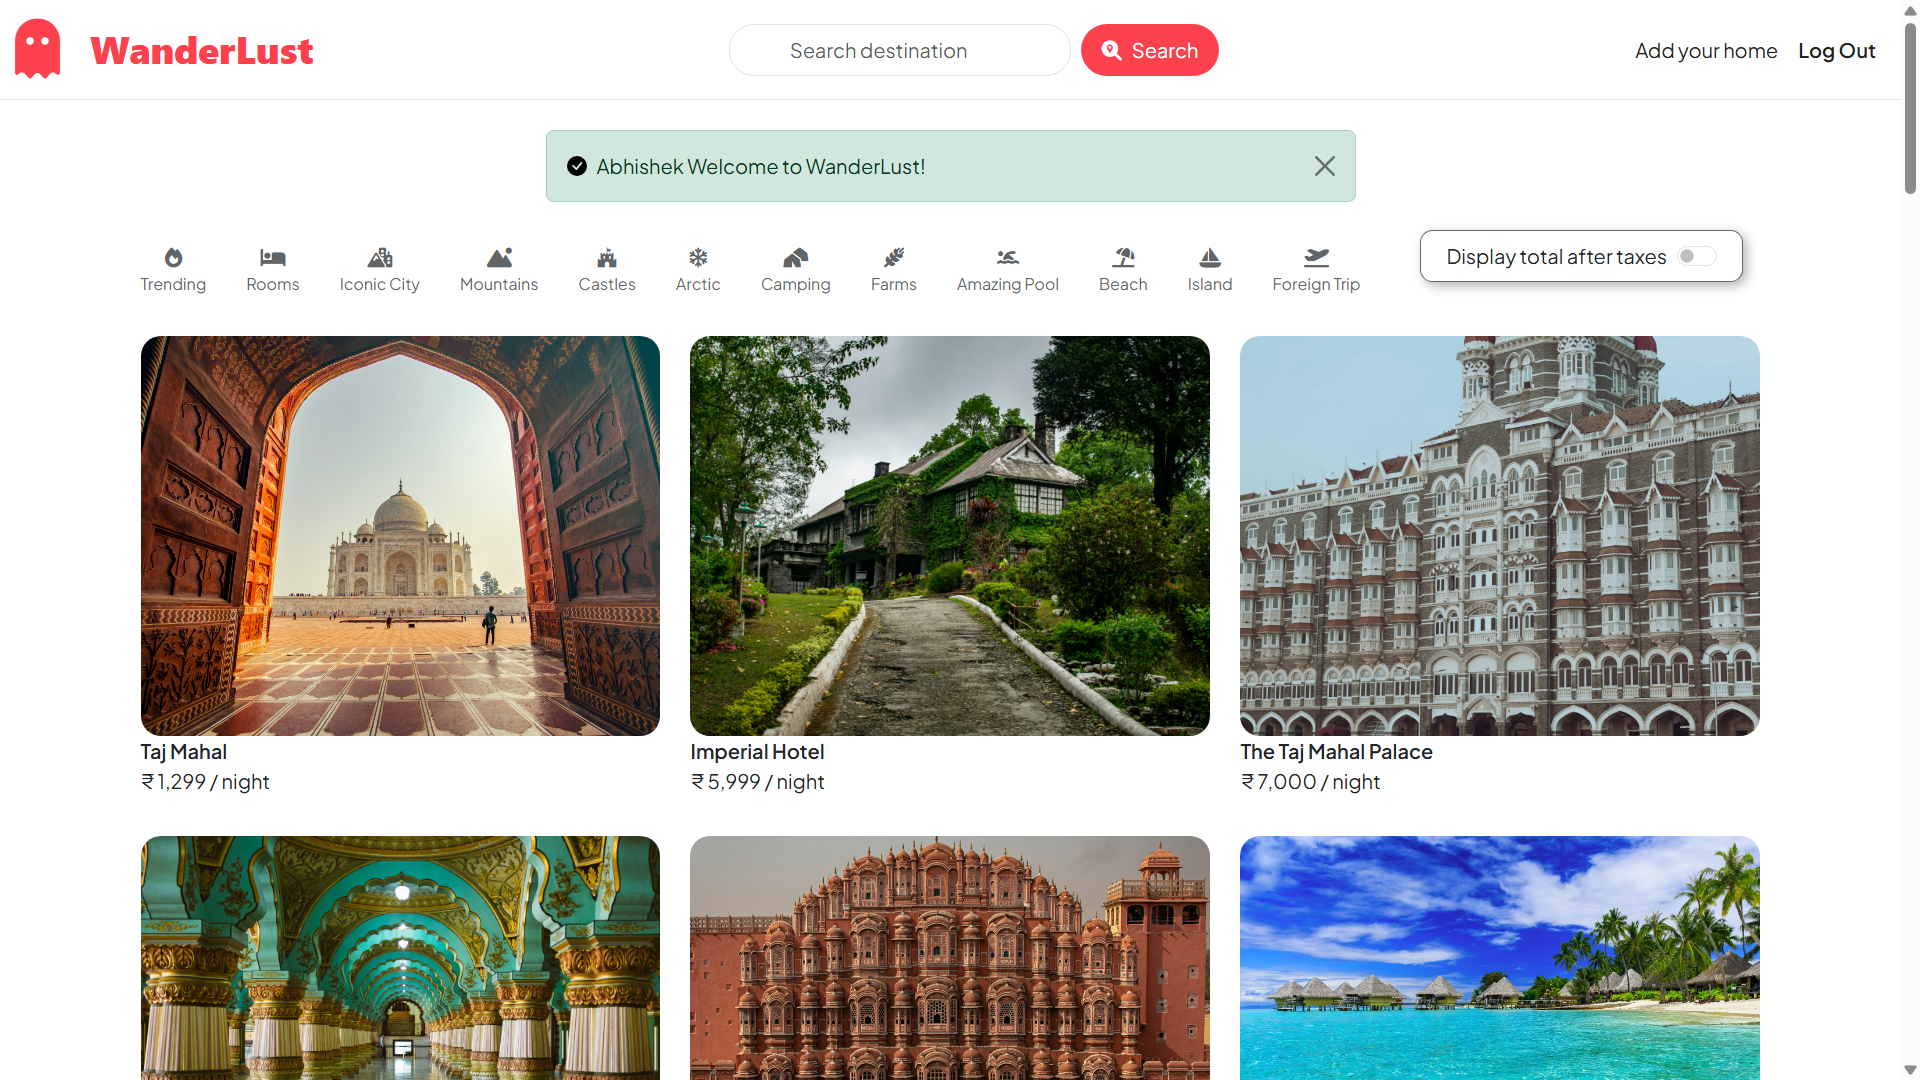 WanderLust
Search destination
Search
Add your home
Log Out
Abhishek Welcome to WanderLust!
Trending
Rooms
Iconic City
Mountains
Castles
Arctic
Camping
Farms
Amazing Pool
Beach
Island
Foreign Trip
Display total after taxes
Taj Mahal
₹ 1,299 / night
Imperial Hotel
₹ 5,999 / night
The Taj Mahal Palace
₹ 7,000 / night